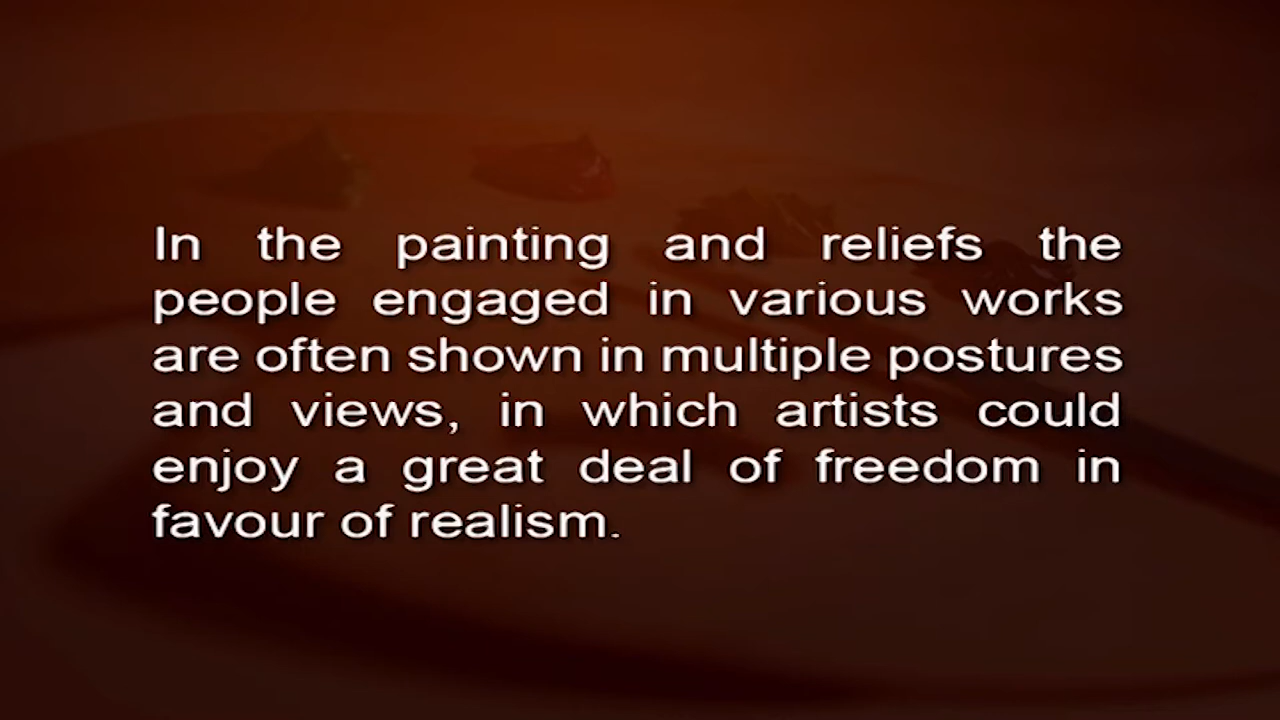 In the painting and reliefs the
people engaged in various works
are often shown in multiple postures
and views, in which artists could
enjoy a great deal of freedom in
favour of realism.